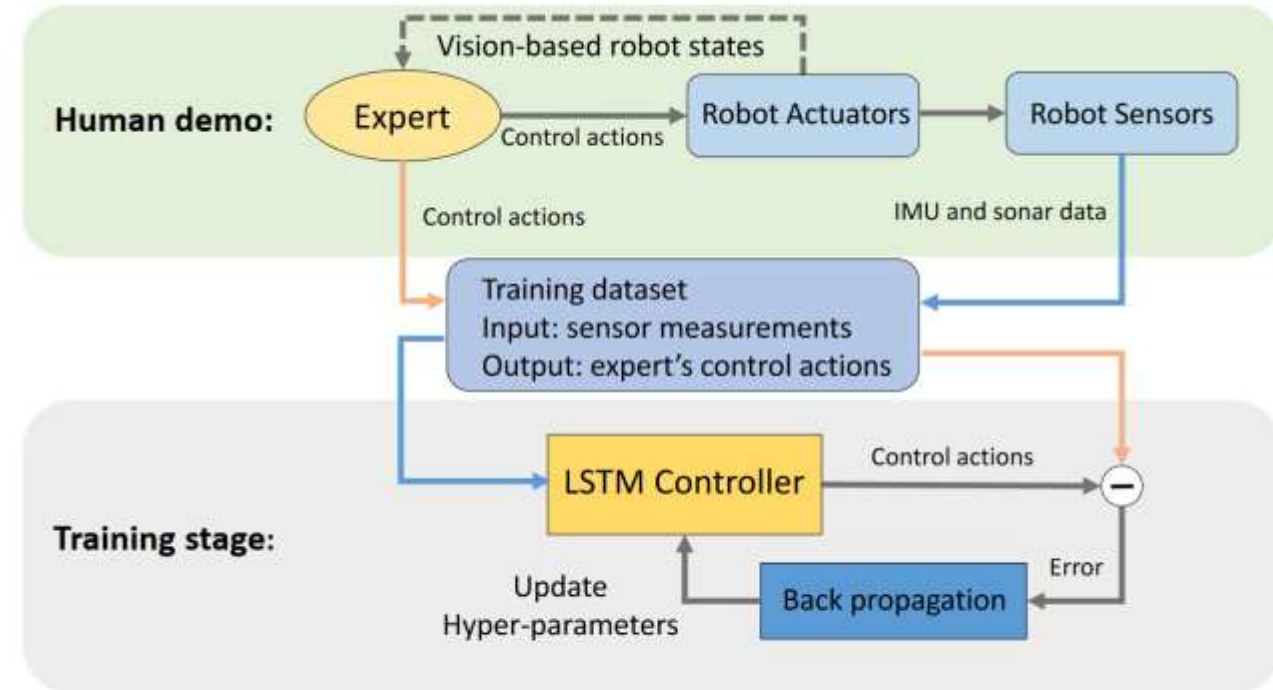 Vision-based robot states
Human demo:
Expert
Control actions
Robot Actuators
Robot Sensors
Control actions
IMU and sonar data
Training dataset
Input: sensor measurements
Output: expert's control actions
LSTM Controller
Control actions
−
Training stage:
Error
Back propagation
Update
Hyper-parameters